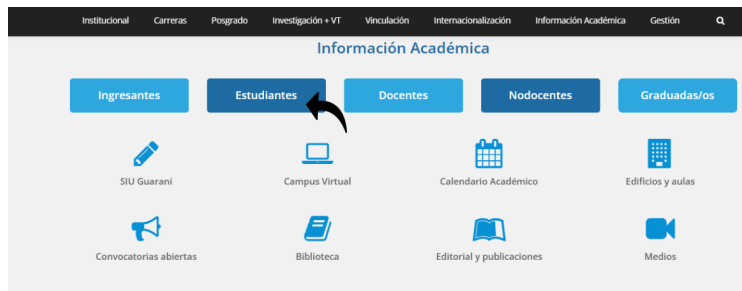 Institucional Carreras Posgrado Investigación + VT Vinculación Internacionalización Información Académica Gestión
Información Académica
Ingresantes Estudiantes Docentes Nodocentes Graduadas/os
SIU Guaraní Campus Virtual Calendario Académico Edificios y aulas
Convocatorias abiertas Biblioteca Editorial y publicaciones Medios